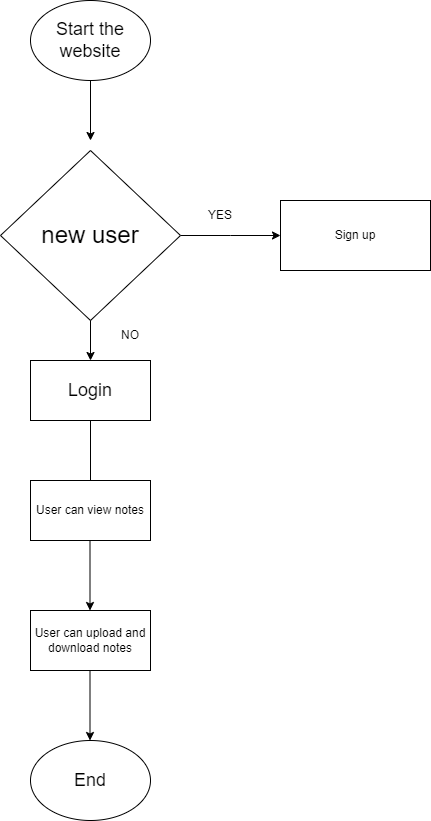 Start the
website
new user
YES
Sign up
NO
Login
User can view notes
User can upload and
download notes
End